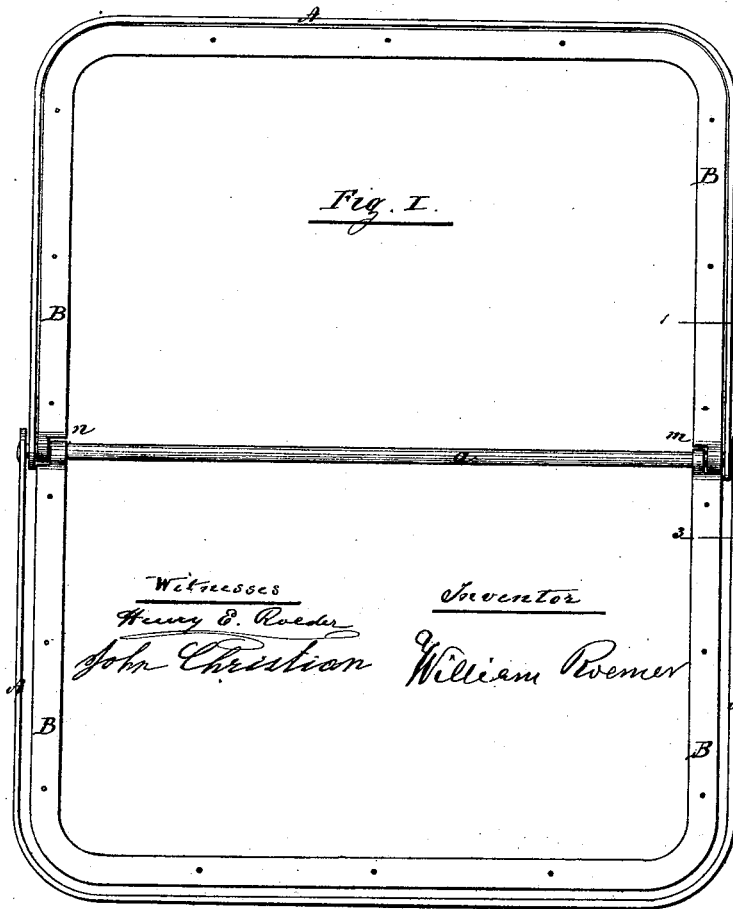 A
B
Fig. I.
B
1
n
m
a
3
Witnesses
Inventor
Henry E. Roeder
John Christian
William Roemer
A
B
B